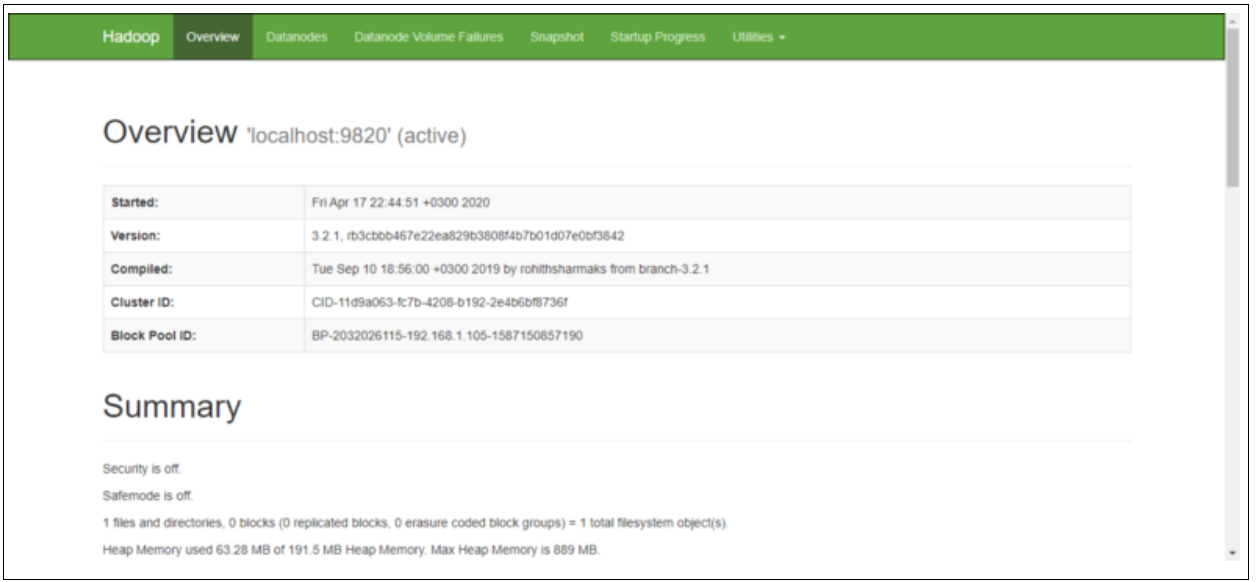 Hadoop Overview Datanodes Datanode Volume Failures Snapshot Startup Progress Utilities
Overview 'localhost:9820' (active)
Started: Fri Apr 17 22:44:51 +0300 2020
Version: 3.2.1, rb3cbbb467e22ea829b3808f4b7b01d07e0bf3842
Compiled: Tue Sep 10 18:56:00 +0300 2019 by rohithsharmaks from branch-3.2.1
Cluster ID: CID-11d9a063-fc7b-4208-b192-2e4b6bf8736f
Block Pool ID: BP-2032026115-192.168.1.105-1587150857190
Summary
Security is off.
Safemode is off.
1 files and directories, 0 blocks (0 replicated blocks, 0 erasure coded block groups) = 1 total filesystem object(s).
Heap Memory used 63.28 MB of 191.5 MB Heap Memory. Max Heap Memory is 889 MB.